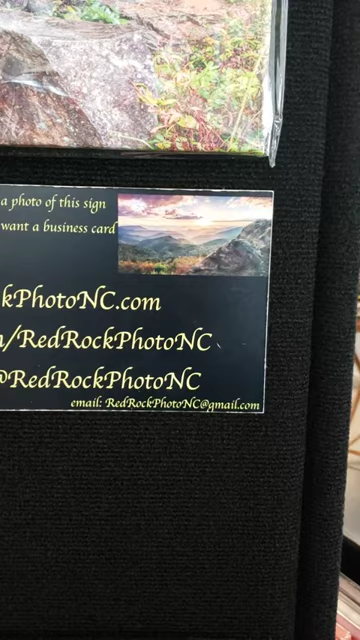 a photo of this sign
want a business card
kPhotoNC.com
/RedRockPhotoNC
@RedRockPhotoNC
email: RedRockPhotoNC@gmail.com